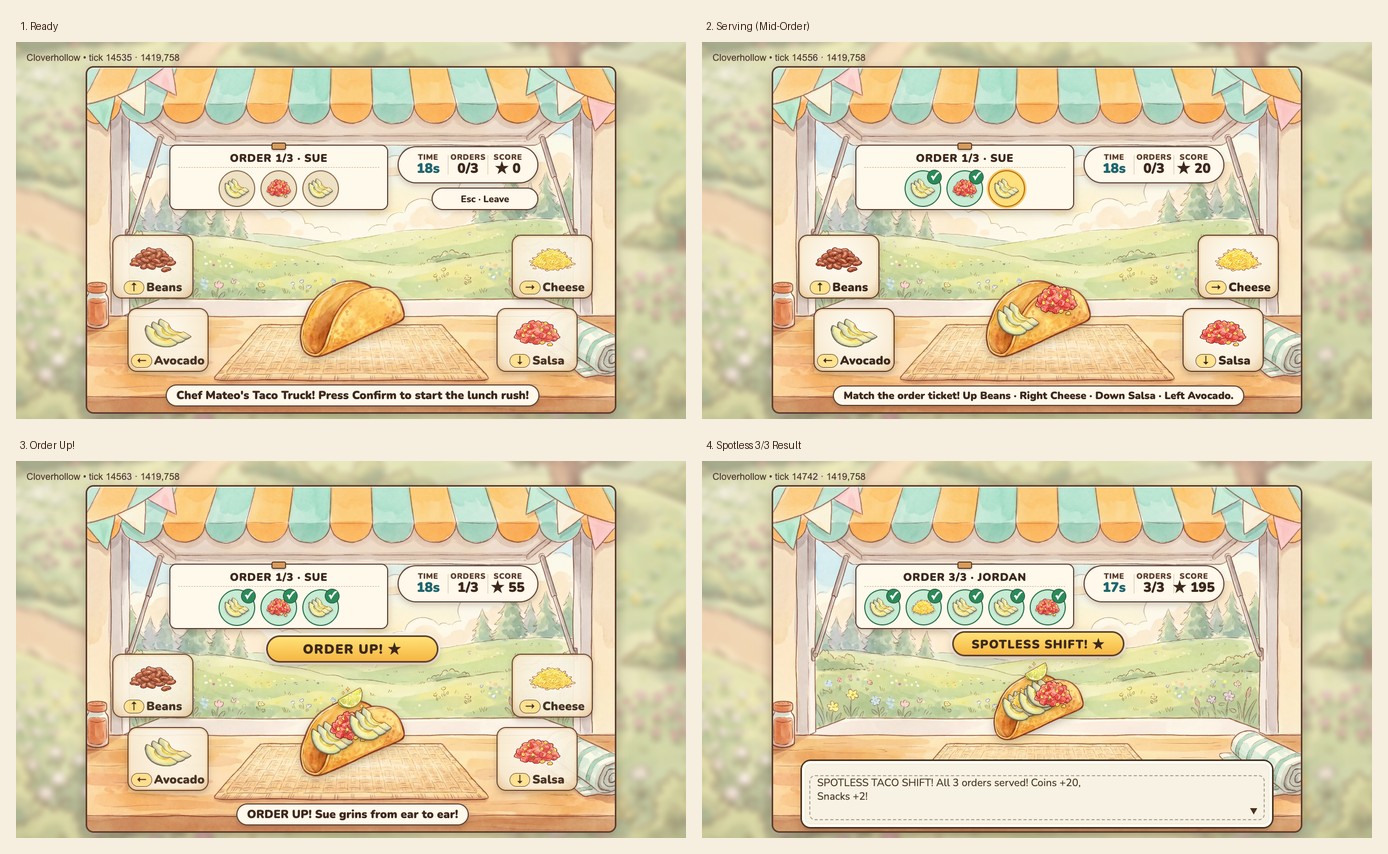 1. Ready
Cloverhollow • tick 14535 · 1419,758
ORDER 1/3 · SUE
TIME ORDERS SCORE
18s 0/3 ★ 0
Esc · Leave
↑ Beans
→ Cheese
← Avocado
↓ Salsa
Chef Mateo's Taco Truck! Press Confirm to start the lunch rush!
2. Serving (Mid-Order)
Cloverhollow • tick 14556 · 1419,758
ORDER 1/3 · SUE
TIME ORDERS SCORE
18s 0/3 ★ 20
↑ Beans
→ Cheese
← Avocado
↓ Salsa
Match the order ticket! Up Beans · Right Cheese · Down Salsa · Left Avocado.
3. Order Up!
Cloverhollow • tick 14563 · 1419,758
ORDER 1/3 · SUE
TIME ORDERS SCORE
18s 1/3 ★ 55
ORDER UP! ★
↑ Beans
→ Cheese
← Avocado
↓ Salsa
ORDER UP! Sue grins from ear to ear!
4. Spotless 3/3 Result
Cloverhollow • tick 14742 · 1419,758
ORDER 3/3 · JORDAN
TIME ORDERS SCORE
17s 3/3 ★ 195
SPOTLESS SHIFT! ★
SPOTLESS TACO SHIFT! All 3 orders served! Coins +20,
Snacks +2!